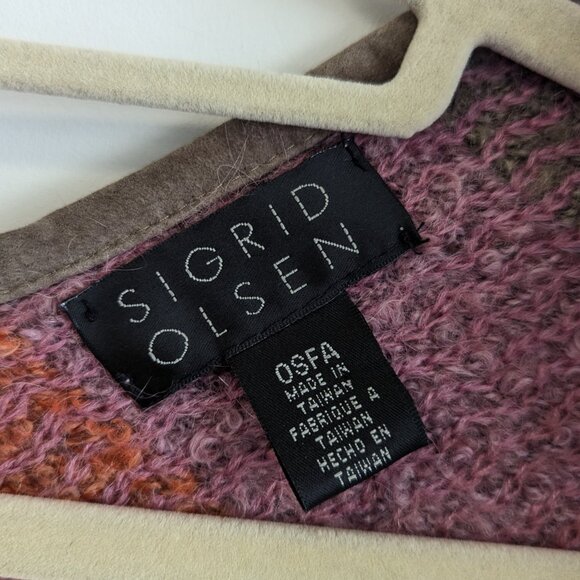 SIGRID
OLSEN
OSFA
MADE IN
TAIWAN
FABRIQUE A
TAIWAN
HECHO EN
TAIWAN